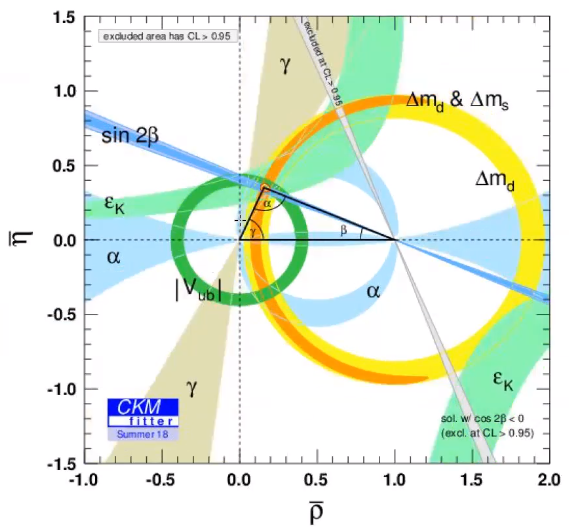 1.5
excluded area has CL > 0.95
γ
excluded at CL > 0.95
1.0
Δm_d & Δm_s
sin 2β
0.5
Δm_d
ε_K
α
α
γ
β
0.0
η̄
α
|V_ub|
α
-0.5
ε_K
-1.0
γ
CKM
fitter
Summer 18
sol. w/ cos 2β < 0
(excl. at CL > 0.95)
-1.5
-1.0
-0.5
0.0
0.5
1.0
1.5
2.0
ρ̄